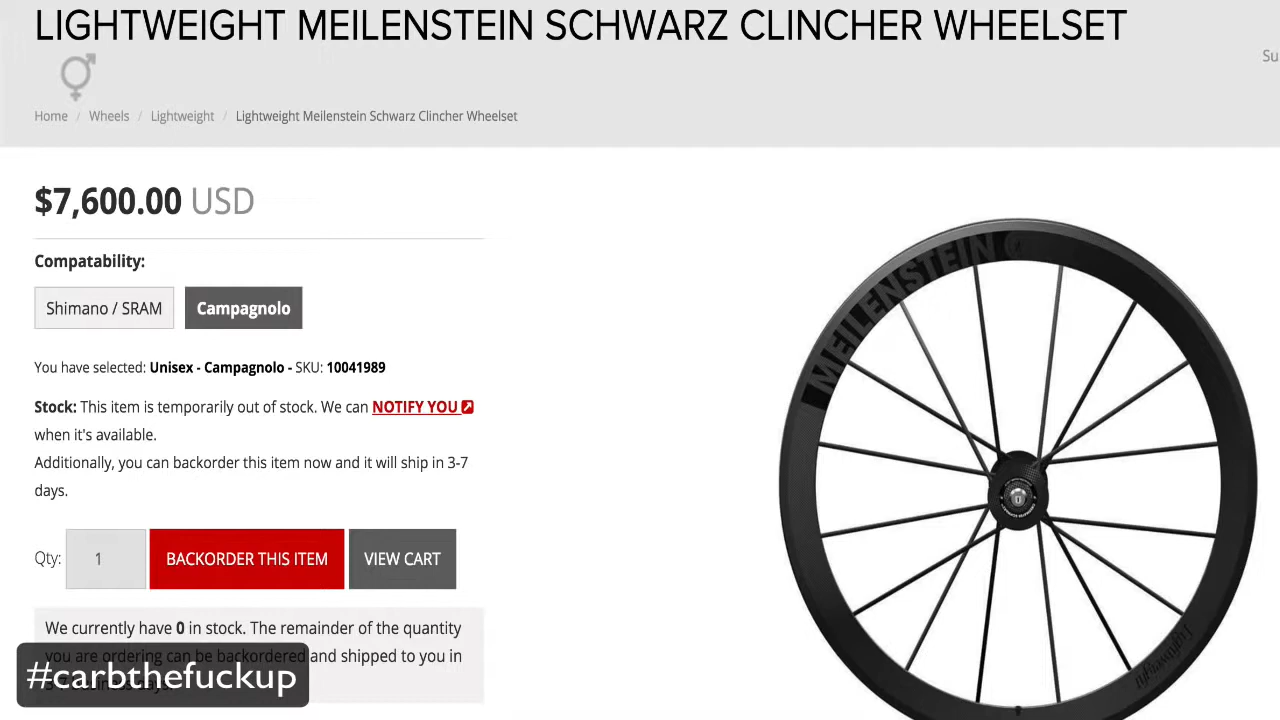 LIGHTWEIGHT MEILENSTEIN SCHWARZ CLINCHER WHEELSET
Su
Home / Wheels / Lightweight / Lightweight Meilenstein Schwarz Clincher Wheelset
$7,600.00 USD
Compatability:
Shimano / SRAM
Campagnolo
You have selected: Unisex - Campagnolo - SKU: 10041989
Stock: This item is temporarily out of stock. We can NOTIFY YOU
when it's available.
Additionally, you can backorder this item now and it will ship in 3-7
days.
Qty: 1 BACKORDER THIS ITEM VIEW CART
We currently have 0 in stock. The remainder of the quantity
you are ordering can be backordered and shipped to you in
#carbthefuckup
MEILENSTEIN
Lightweight